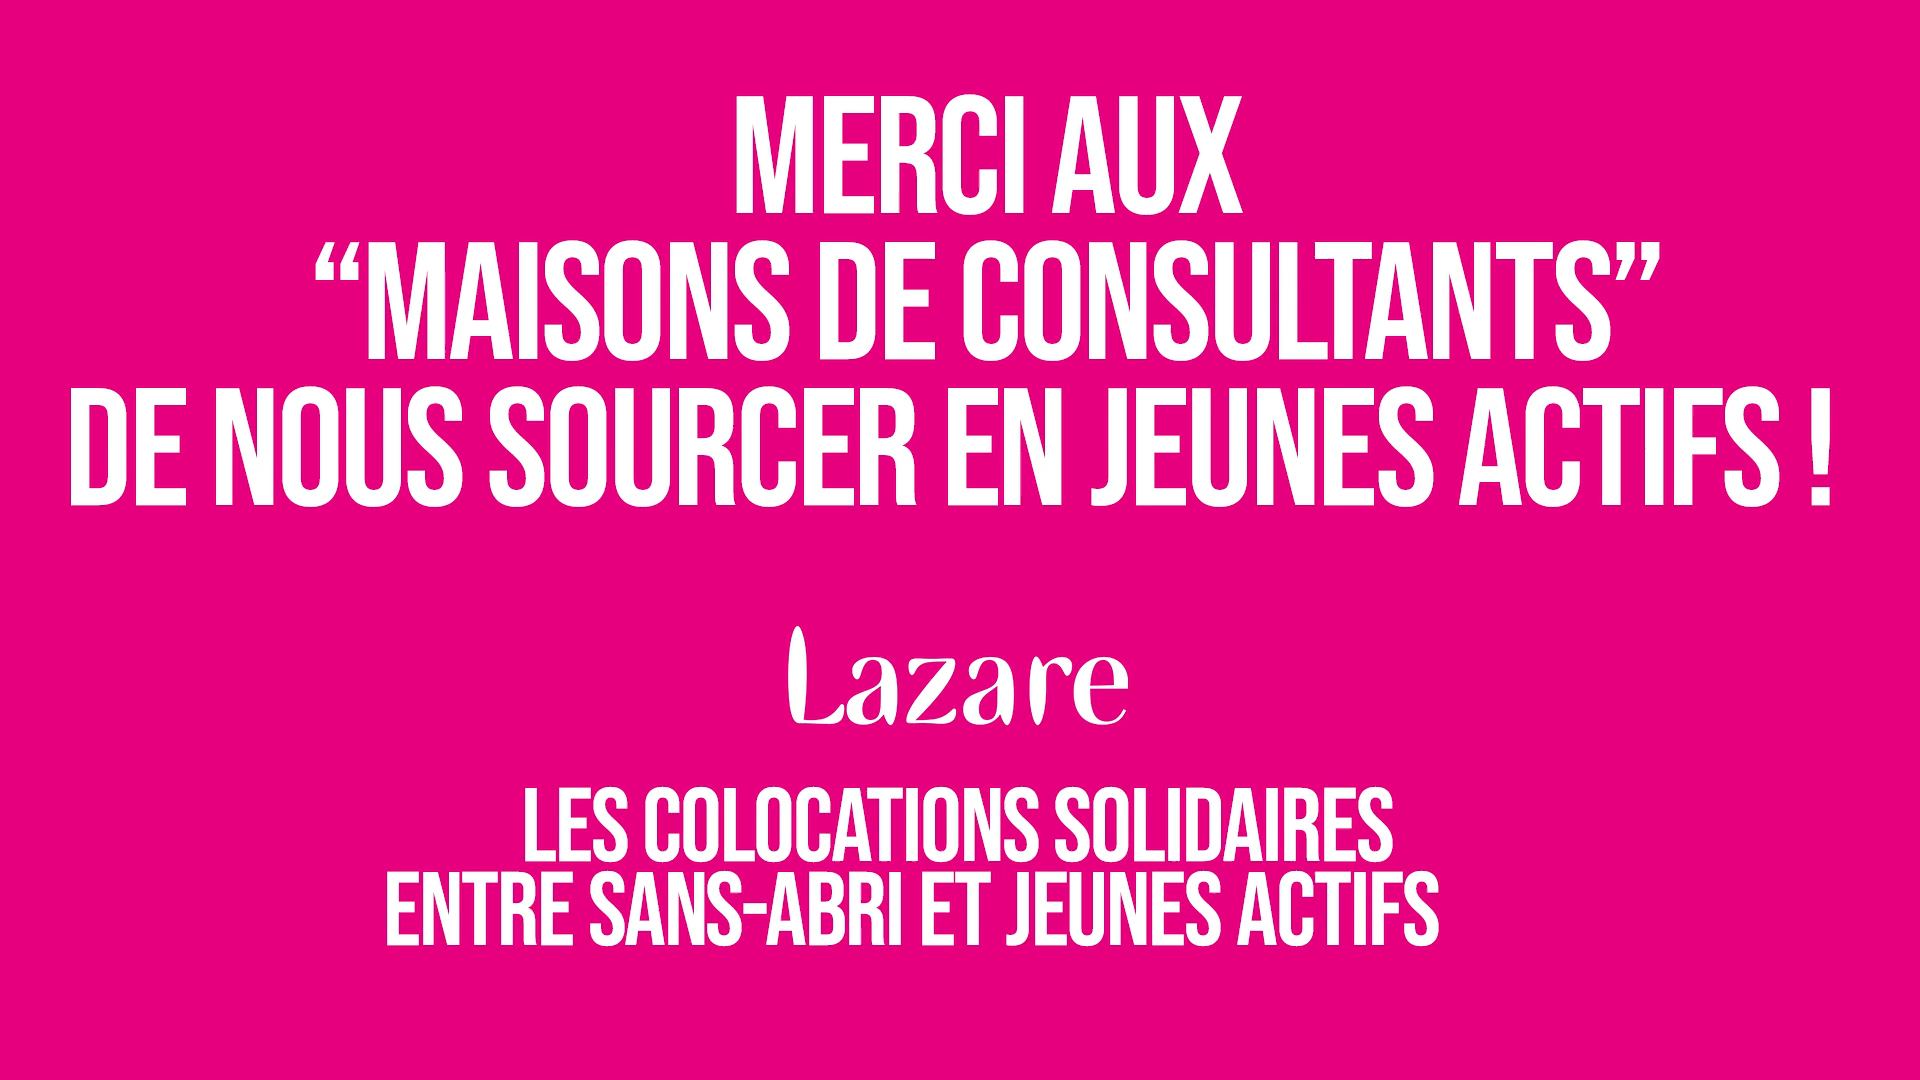 MERCI AUX
“MAISONS DE CONSULTANTS”
DE NOUS SOURCER EN JEUNES ACTIFS !
Lazare
LES COLOCATIONS SOLIDAIRES
ENTRE SANS-ABRI ET JEUNES ACTIFS